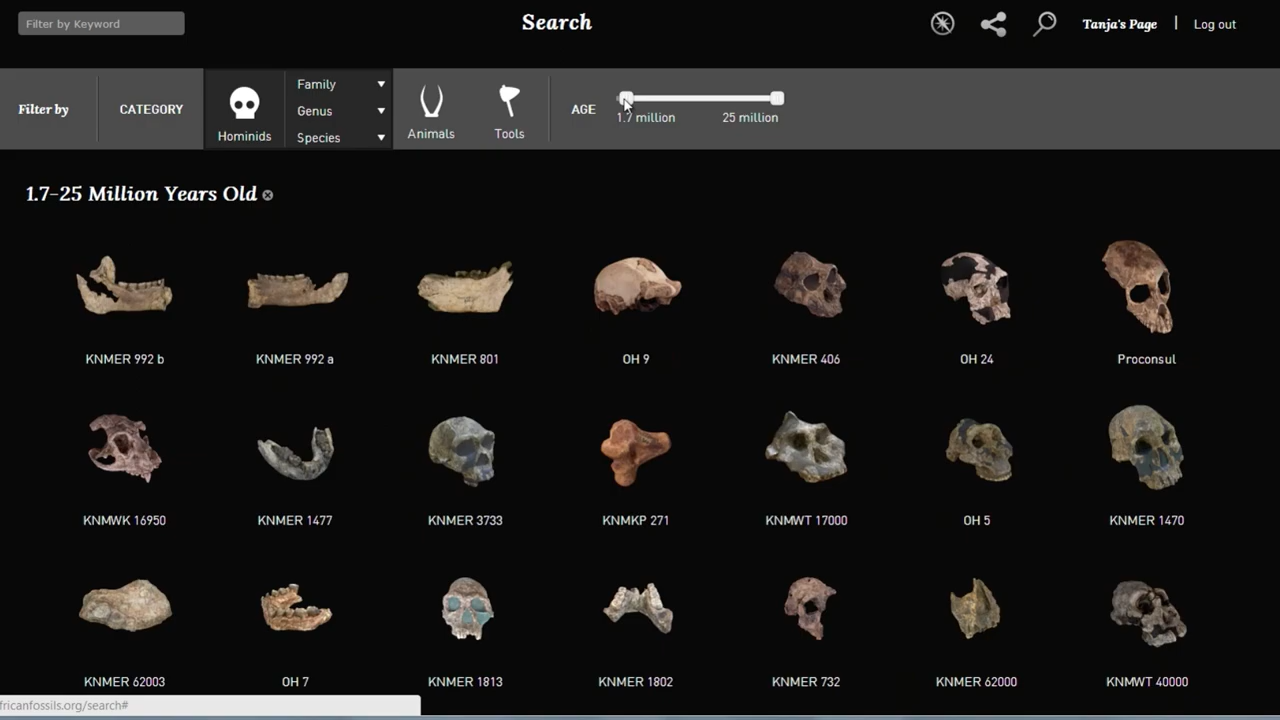 Filter by Keyword
Search
Tanja's Page | Log out
Filter by
CATEGORY
Hominids
Family
Genus
Species
Animals
Tools
AGE
1.7 million
25 million
1.7-25 Million Years Old
KNMER 992 b
KNMER 992 a
KNMER 801
OH 9
KNMER 406
OH 24
Proconsul
KNMWK 16950
KNMER 1477
KNMER 3733
KNMKP 271
KNMWT 17000
OH 5
KNMER 1470
KNMER 62003
OH 7
KNMER 1813
KNMER 1802
KNMER 732
KNMER 62000
KNMWT 40000
fricanfossils.org/search#